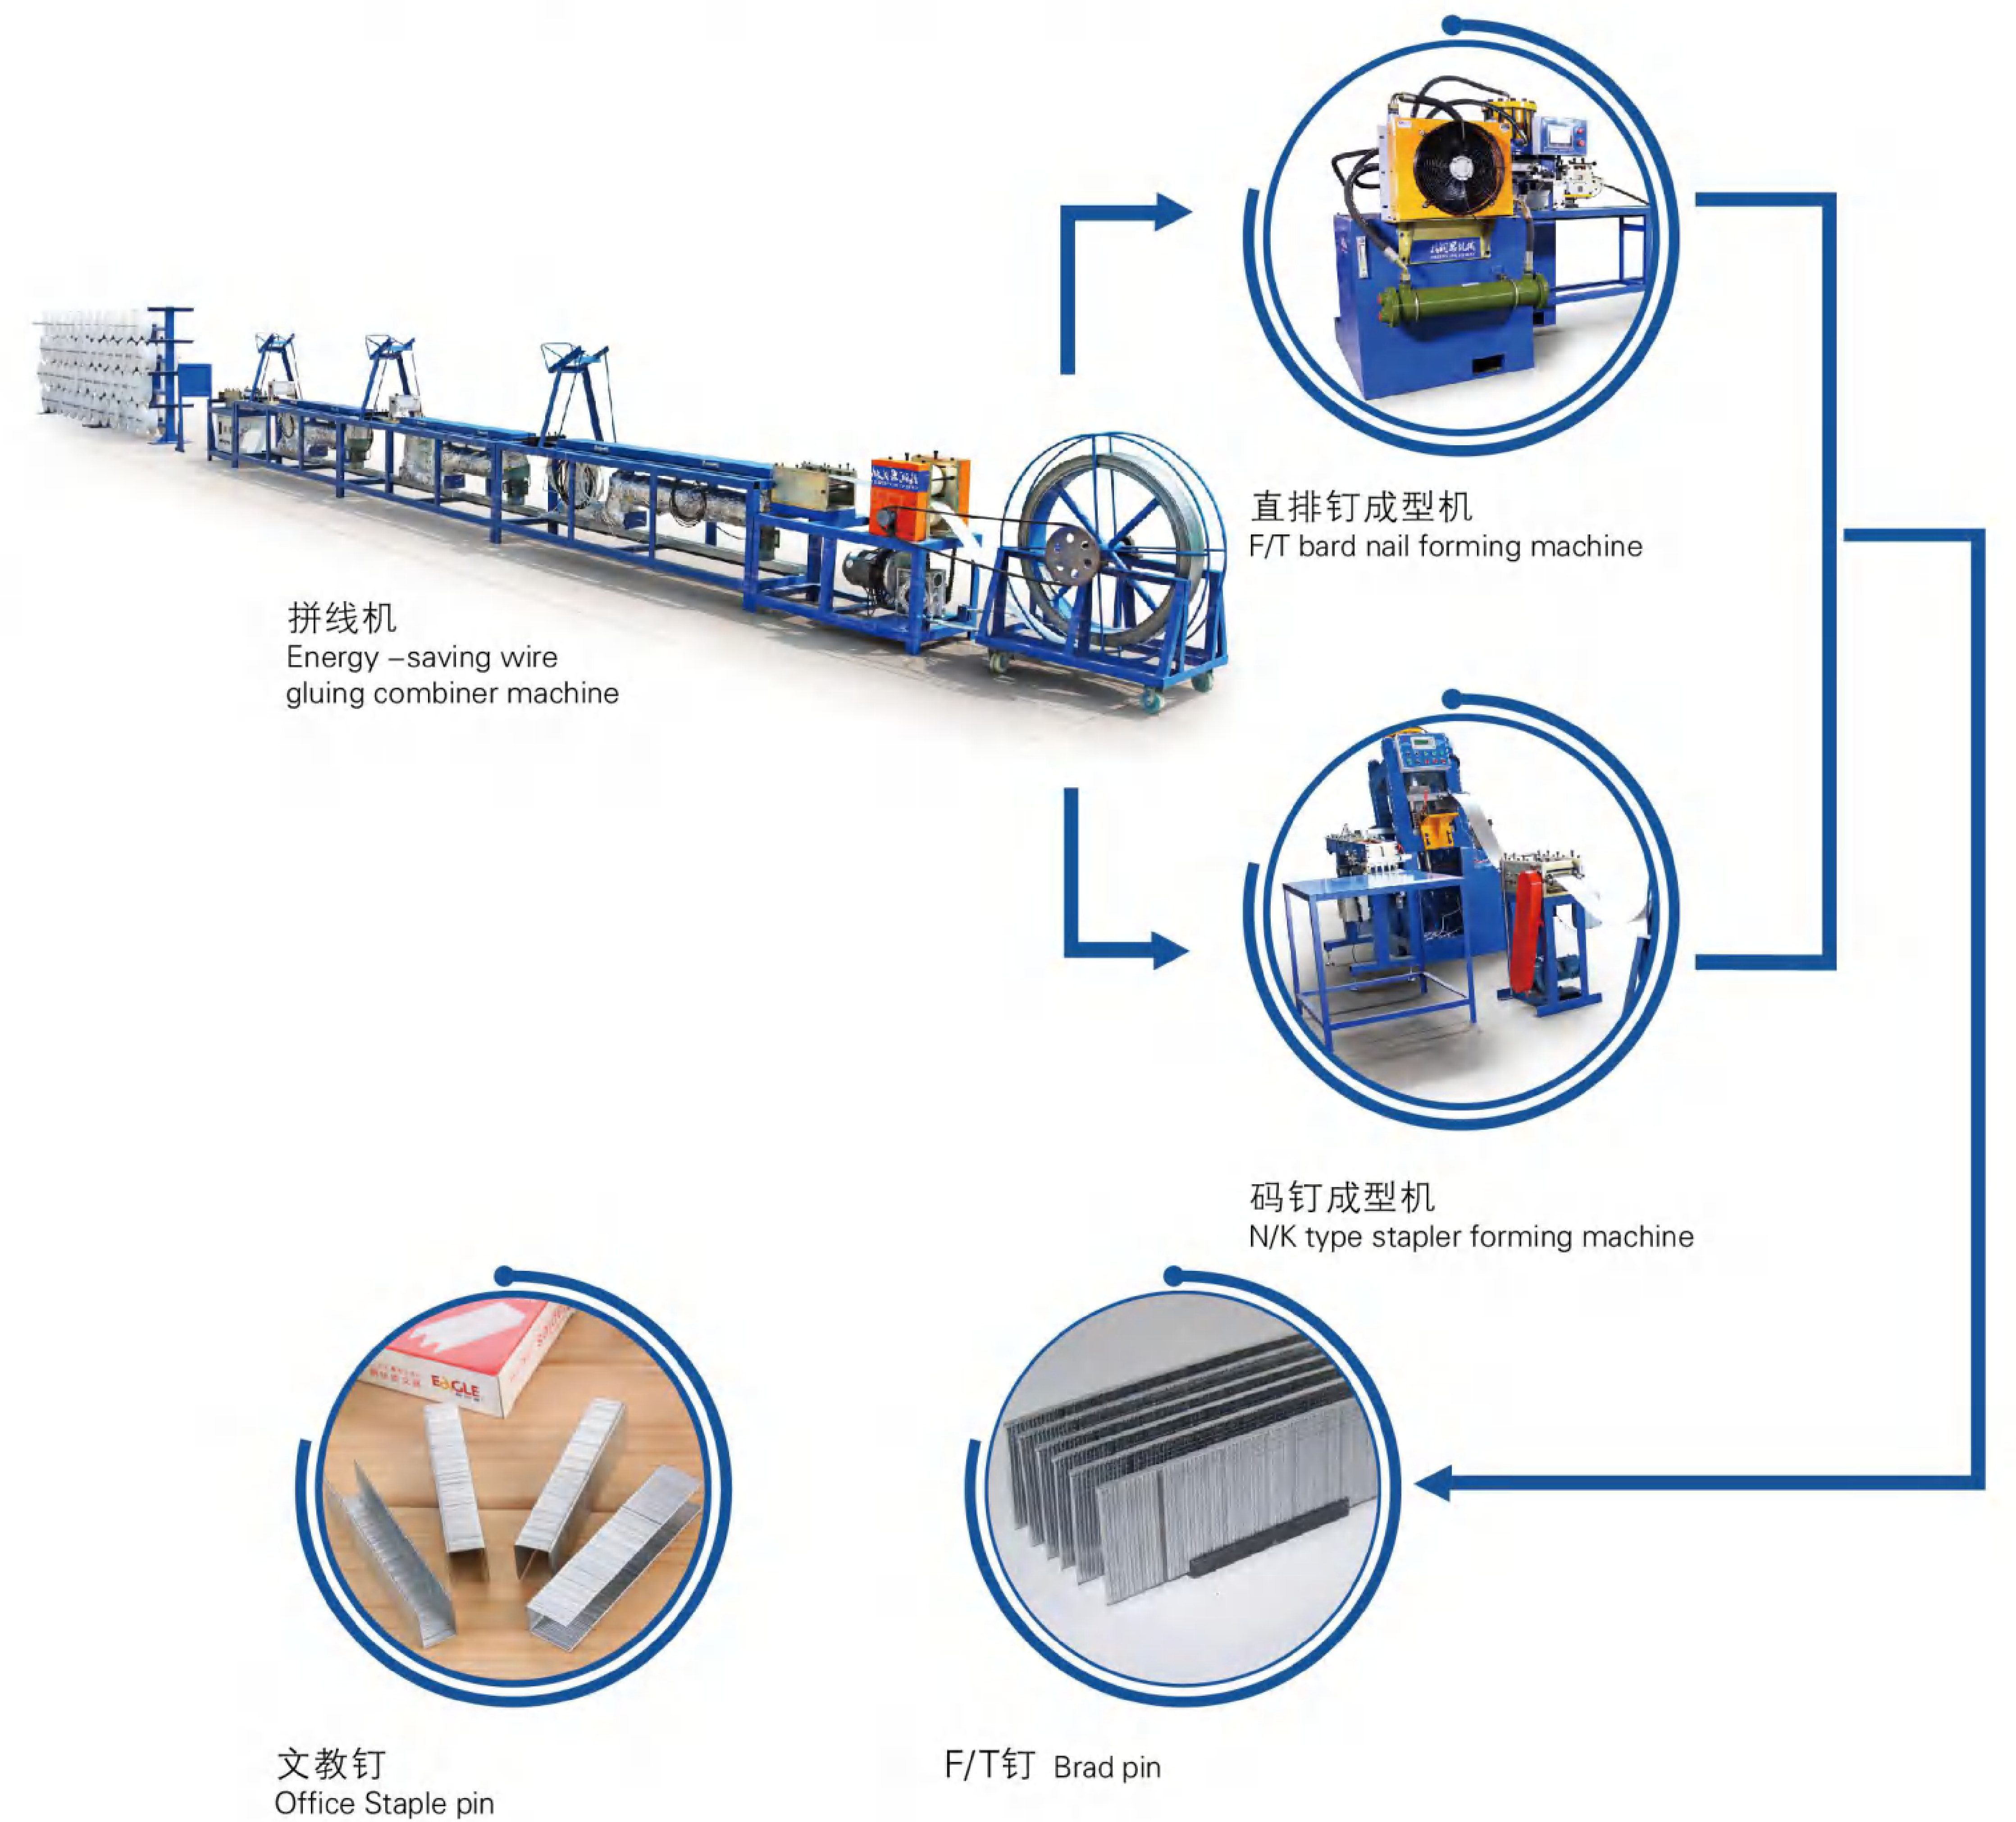 直排钉成型机
F/T bard nail forming machine
拼线机
Energy –saving wire
gluing combiner machine
码钉成型机
N/K type stapler forming machine
EAGLE
文教钉
Office Staple pin
F/T钉 Brad pin